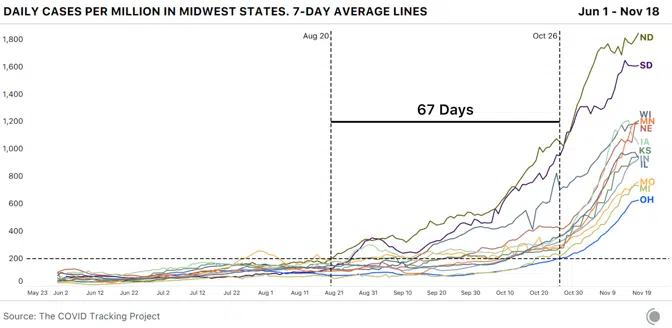 DAILY CASES PER MILLION IN MIDWEST STATES. 7-DAY AVERAGE LINES Jun 1 - Nov 18
1,800
1,600
1,400
1,200
1,000
800
600
400
200
0
Aug 20
Oct 26
67 Days
ND
SD
WI
MN
NE
IA
KS
IN
IL
MO
MI
OH
May 23 Jun 2 Jun 12 Jun 22 Jul 2 Jul 12 Jul 22 Aug 1 Aug 11 Aug 21 Aug 31 Sep 10 Sep 20 Sep 30 Oct 10 Oct 20 Oct 30 Nov 9 Nov 19
Source: The COVID Tracking Project